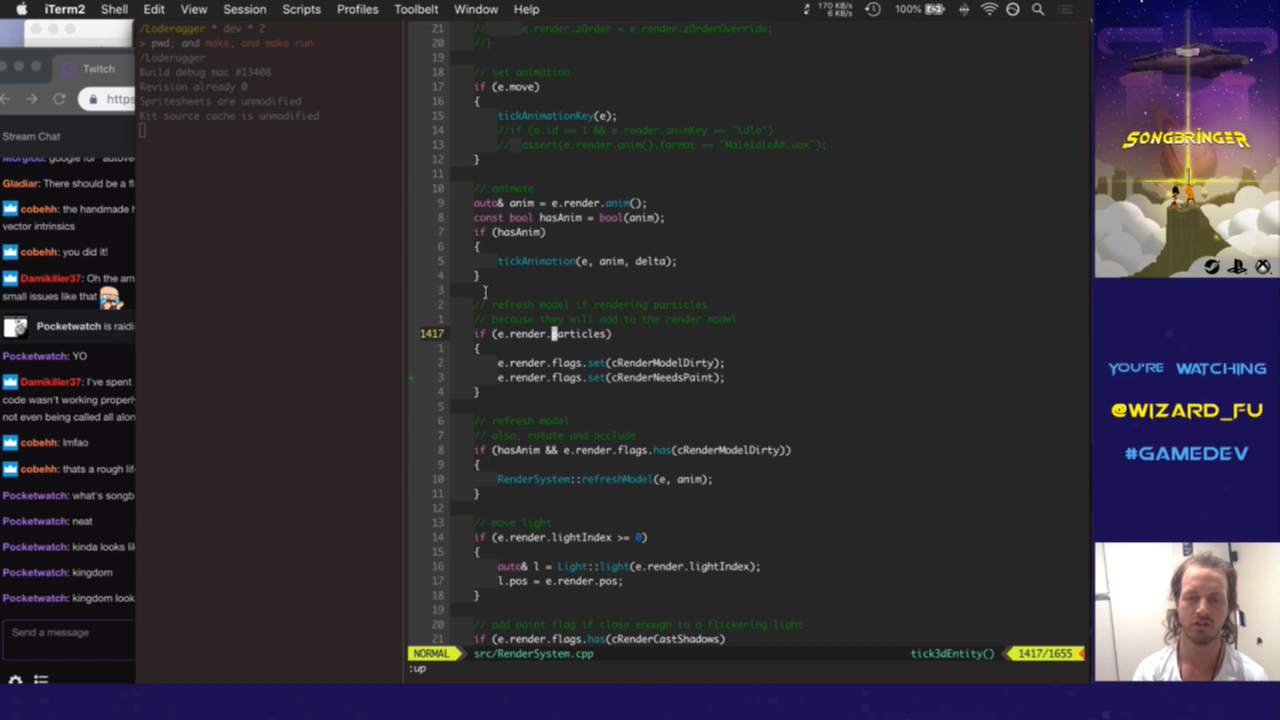 iTerm2 Shell Edit View Session Scripts Profiles Toolbelt Window Help
170 KB
6 KB/s
100%
Twitch
https
Stream Chat
Gladiar: There should be a f
cobehh: the handmade h
vector intrinsics
cobehh: you did it!
Damikiller37: Oh the am
small issues like that
Pocketwatch is raidi
Pocketwatch: YO
Damikiller37: I've spent
code wasn't working properly
not even being called all alon
cobehh: lmfao
cobehh: thats a rough life
Pocketwatch: what's songb
Pocketwatch: neat
Pocketwatch: kinda looks lik
Pocketwatch: kingdom
Pocketwatch: kingdom look
Send a message
/Loderagger * dev * 2
> pwd; and make; and make run
/Loderagger
Build debug mac #13408
Revision already 0
Spritesheets are unmodified
Kit source cache is unmodified
21 // e.render.zOrder = e.render.zOrderOverride;
20 //}
19
18 // set animation
17 if (e.move)
16 {
15 tickAnimationKey(e);
14 //if (e.id == 1 && e.render.animKey == "idle")
13 // assert(e.render.anim().format == "MaleIdleA#.vox");
12 }
11
10 // animate
9 auto& anim = e.render.anim();
8 const bool hasAnim = bool(anim);
7 if (hasAnim)
6 {
5 tickAnimation(e, anim, delta);
4 }
3
2 // refresh model if rendering particles
1 // because they will add to the render model
1417 if (e.render.particles)
1 {
2 e.render.flags.set(cRenderModelDirty);
+ 3 e.render.flags.set(cRenderNeedsPaint);
4 }
5
6 // refresh model
7 // also, rotate and occlude
8 if (hasAnim && e.render.flags.has(cRenderModelDirty))
9 {
10 RenderSystem::refreshModel(e, anim);
11 }
12
13 // move light
14 if (e.render.lightIndex >= 0)
15 {
16 auto& l = Light::light(e.render.lightIndex);
17 l.pos = e.render.pos;
18 }
19
20 // add paint flag if close enough to a flickering light
21 if (e.render.flags.has(cRenderCastShadows)
NORMAL src/RenderSystem.cpp tick3dEntity() 1417/1655
:up
SONGBRINGER
YOU'RE WATCHING
@WIZARD_FU
#GAMEDEV